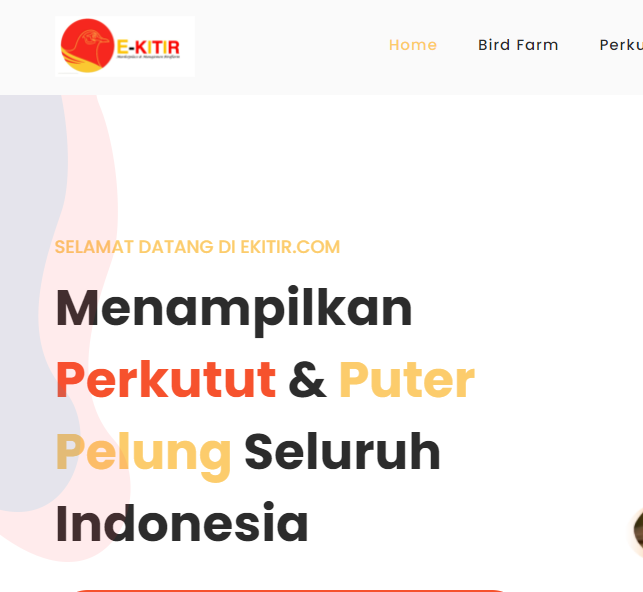 E-KITIR
Home
Bird Farm
Perku
SELAMAT DATANG DI EKITIR.COM
Menampilkan
Perkutut & Puter
Pelung Seluruh
Indonesia